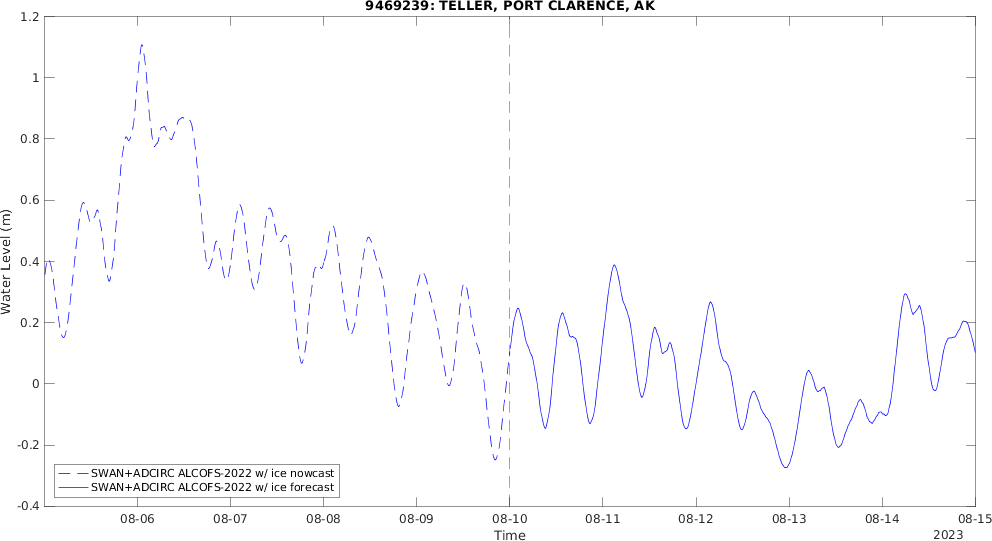 9469239: TELLER, PORT CLARENCE, AK
1.2
1
0.8
0.6
0.4
0.2
0
-0.2
-0.4
Water Level (m)
SWAN+ADCIRC ALCOFS-2022 w/ ice nowcast
SWAN+ADCIRC ALCOFS-2022 w/ ice forecast
08-06 08-07 08-08 08-09 08-10 08-11 08-12 08-13 08-14 08-15
Time
2023